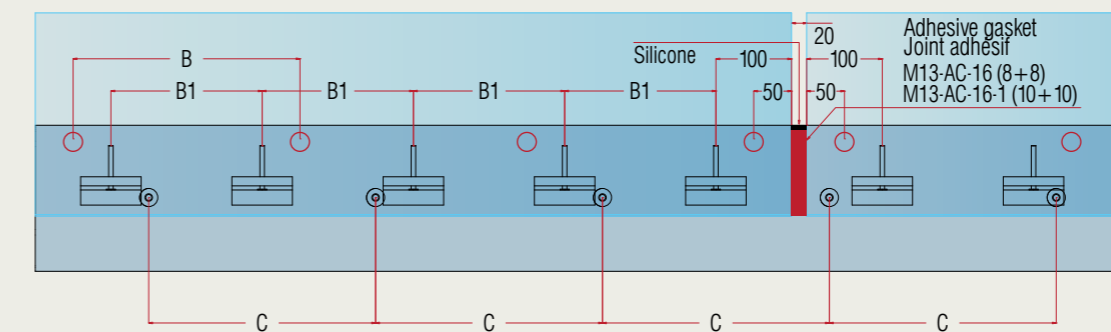 20
Adhesive gasket
Joint adhésif
B
Silicone
100
100
M13-AC-16 (8+8)
B1
B1
B1
B1
50
50
M13-AC-16-1 (10+10)
C
C
C
C